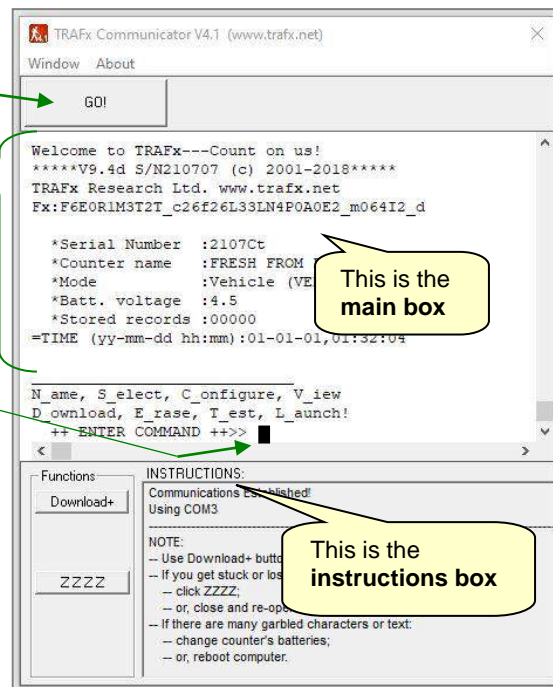 TRAFx Communicator V4.1 (www.trafx.net)
Window About
GO!
Welcome to TRAFx---Count on us!
*****V9.4d S/N210707 (c) 2001-2018*****
TRAFx Research Ltd. www.trafx.net
Fx:F6E0R1M3T2T_c26f26L33LN4P0A0E2_m064I2_d
*Serial Number :2107Ct
*Counter name :FRESH FROM
*Mode :Vehicle
*Batt. voltage :4.5
*Stored records :00000
=TIME (yy-mm-dd hh:mm):01-01-01,01:32:04
This is the
main box
N_ame, S_elect, C_onfigure, V_iew
D_ownload, E_rase, T_est, L_aunch!
++ ENTER COMMAND ++>>
Functions
Download+
ZZZZ
INSTRUCTIONS:
Communications Established!
Using COM3
NOTE:
-- Use Download+
-- If you get stuck or
-- click ZZZZ;
-- or, close and
-- If there are many garbled characters or text:
-- change counter's batteries;
-- or, reboot computer.
This is the
instructions box